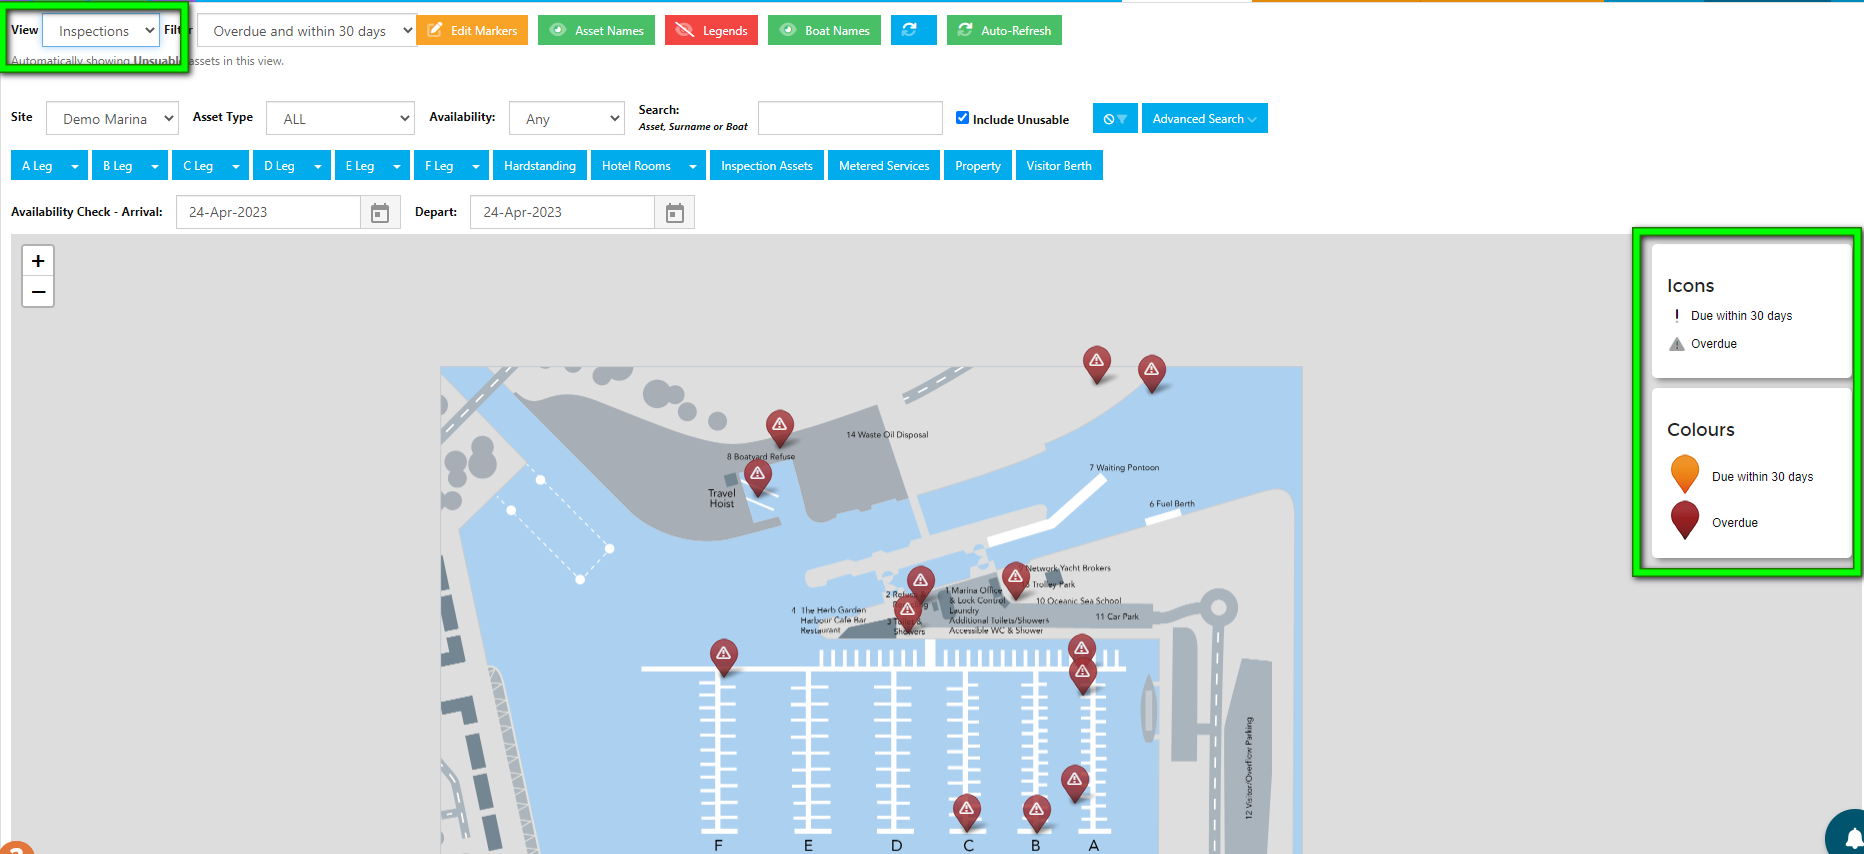 View Inspections Filter Overdue and within 30 days Edit Markers Asset Names Legends Boat Names Auto-Refresh
Automatically showing Unsuable assets in this view.
Site Demo Marina Asset Type ALL Availability: Any Search: Asset, Surname or Boat Include Unusable Advanced Search
A Leg B Leg C Leg D Leg E Leg F Leg Hardstanding Hotel Rooms Inspection Assets Metered Services Property Visitor Berth
Availability Check - Arrival: 24-Apr-2023 Depart: 24-Apr-2023
+
−
Icons
! Due within 30 days
Overdue
Colours
Due within 30 days
Overdue
14 Waste Oil Disposal
8 Boatyard Refuse
7 Waiting Pontoon
Travel
Hoist
6 Fuel Berth
Network Yacht Brokers
Trolley Park
2 Refuse &
1 Marina Office
& Lock Control
Laundry
Additional Toilets/Showers
Accessible WC & Shower
10 Oceanic Sea School
11 Car Park
4 The Herb Garden
Harbour Cafe Bar
Restaurant
3 Toilet &
Showers
12 Visitor/Overflow Parking
F E D C B A